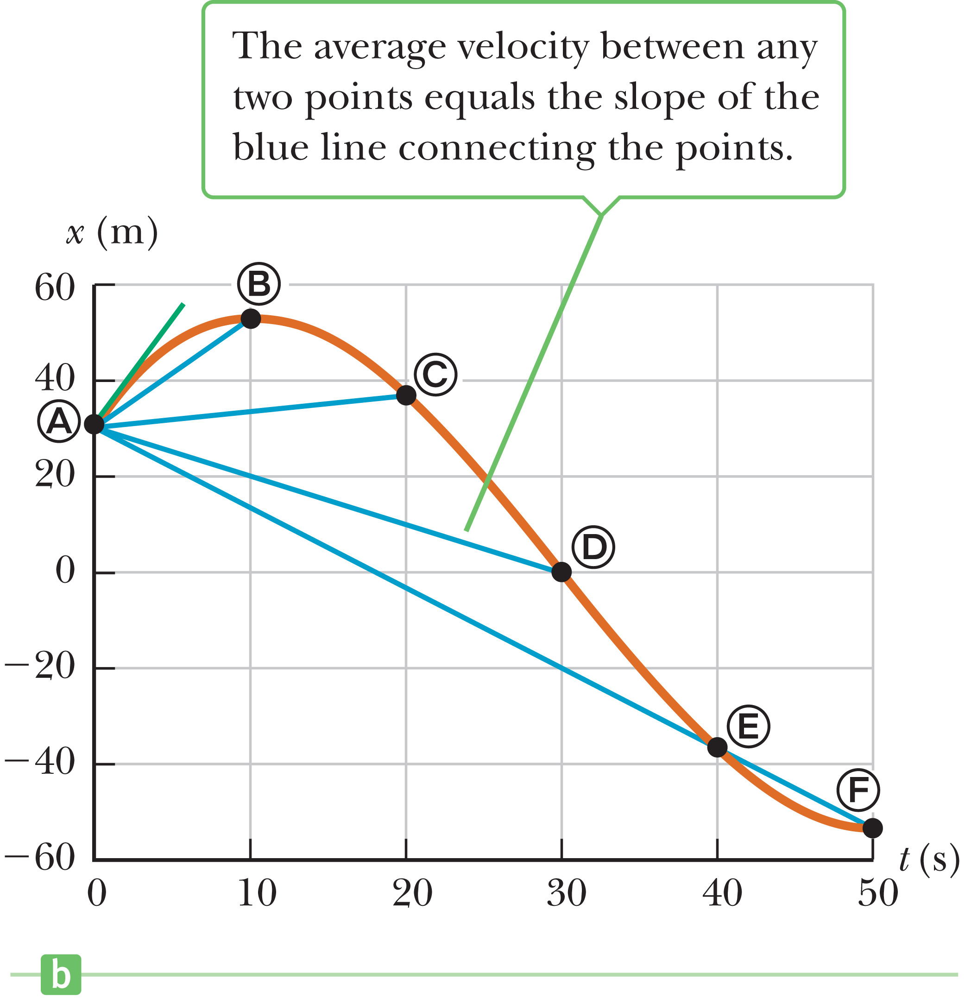 The average velocity between any
two points equals the slope of the
blue line connecting the points.
x (m)
60
B
40
C
A
20
0
D
−20
E
−40
F
−60
t (s)
0 10 20 30 40 50
b